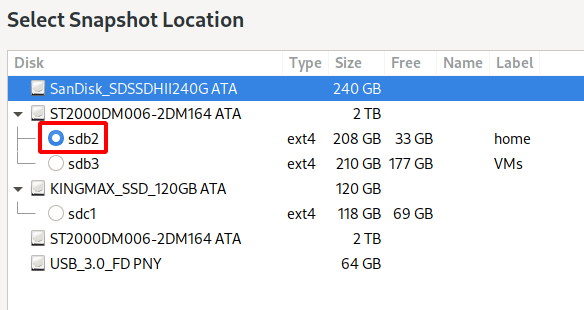 Select Snapshot Location
Disk Type Size Free Name Label
SanDisk_SDSSDHII240G ATA 240 GB
ST2000DM006-2DM164 ATA 2 TB
sdb2 ext4 208 GB 33 GB home
sdb3 ext4 210 GB 177 GB VMs
KINGMAX_SSD_120GB ATA 120 GB
sdc1 ext4 118 GB 69 GB
ST2000DM006-2DM164 ATA 2 TB
USB_3.0_FD PNY 64 GB